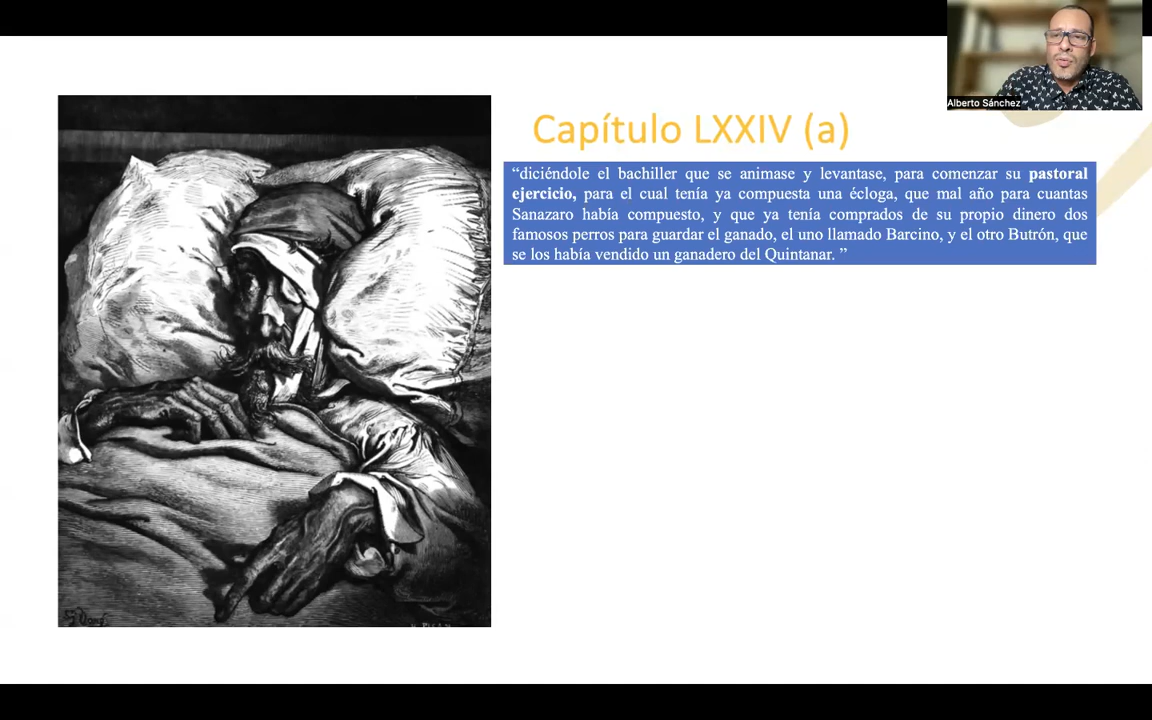 Alberto Sánchez
Capítulo LXXIV (a)
“diciéndole el bachiller que se animase y levantase, para comenzar su pastoral
ejercicio, para el cual tenía ya compuesta una écloga, que mal año para cuantas
Sanazaro había compuesto, y que ya tenía comprados de su propio dinero dos
famosos perros para guardar el ganado, el uno llamado Barcino, y el otro Butrón, que
se los había vendido un ganadero del Quintanar. ”